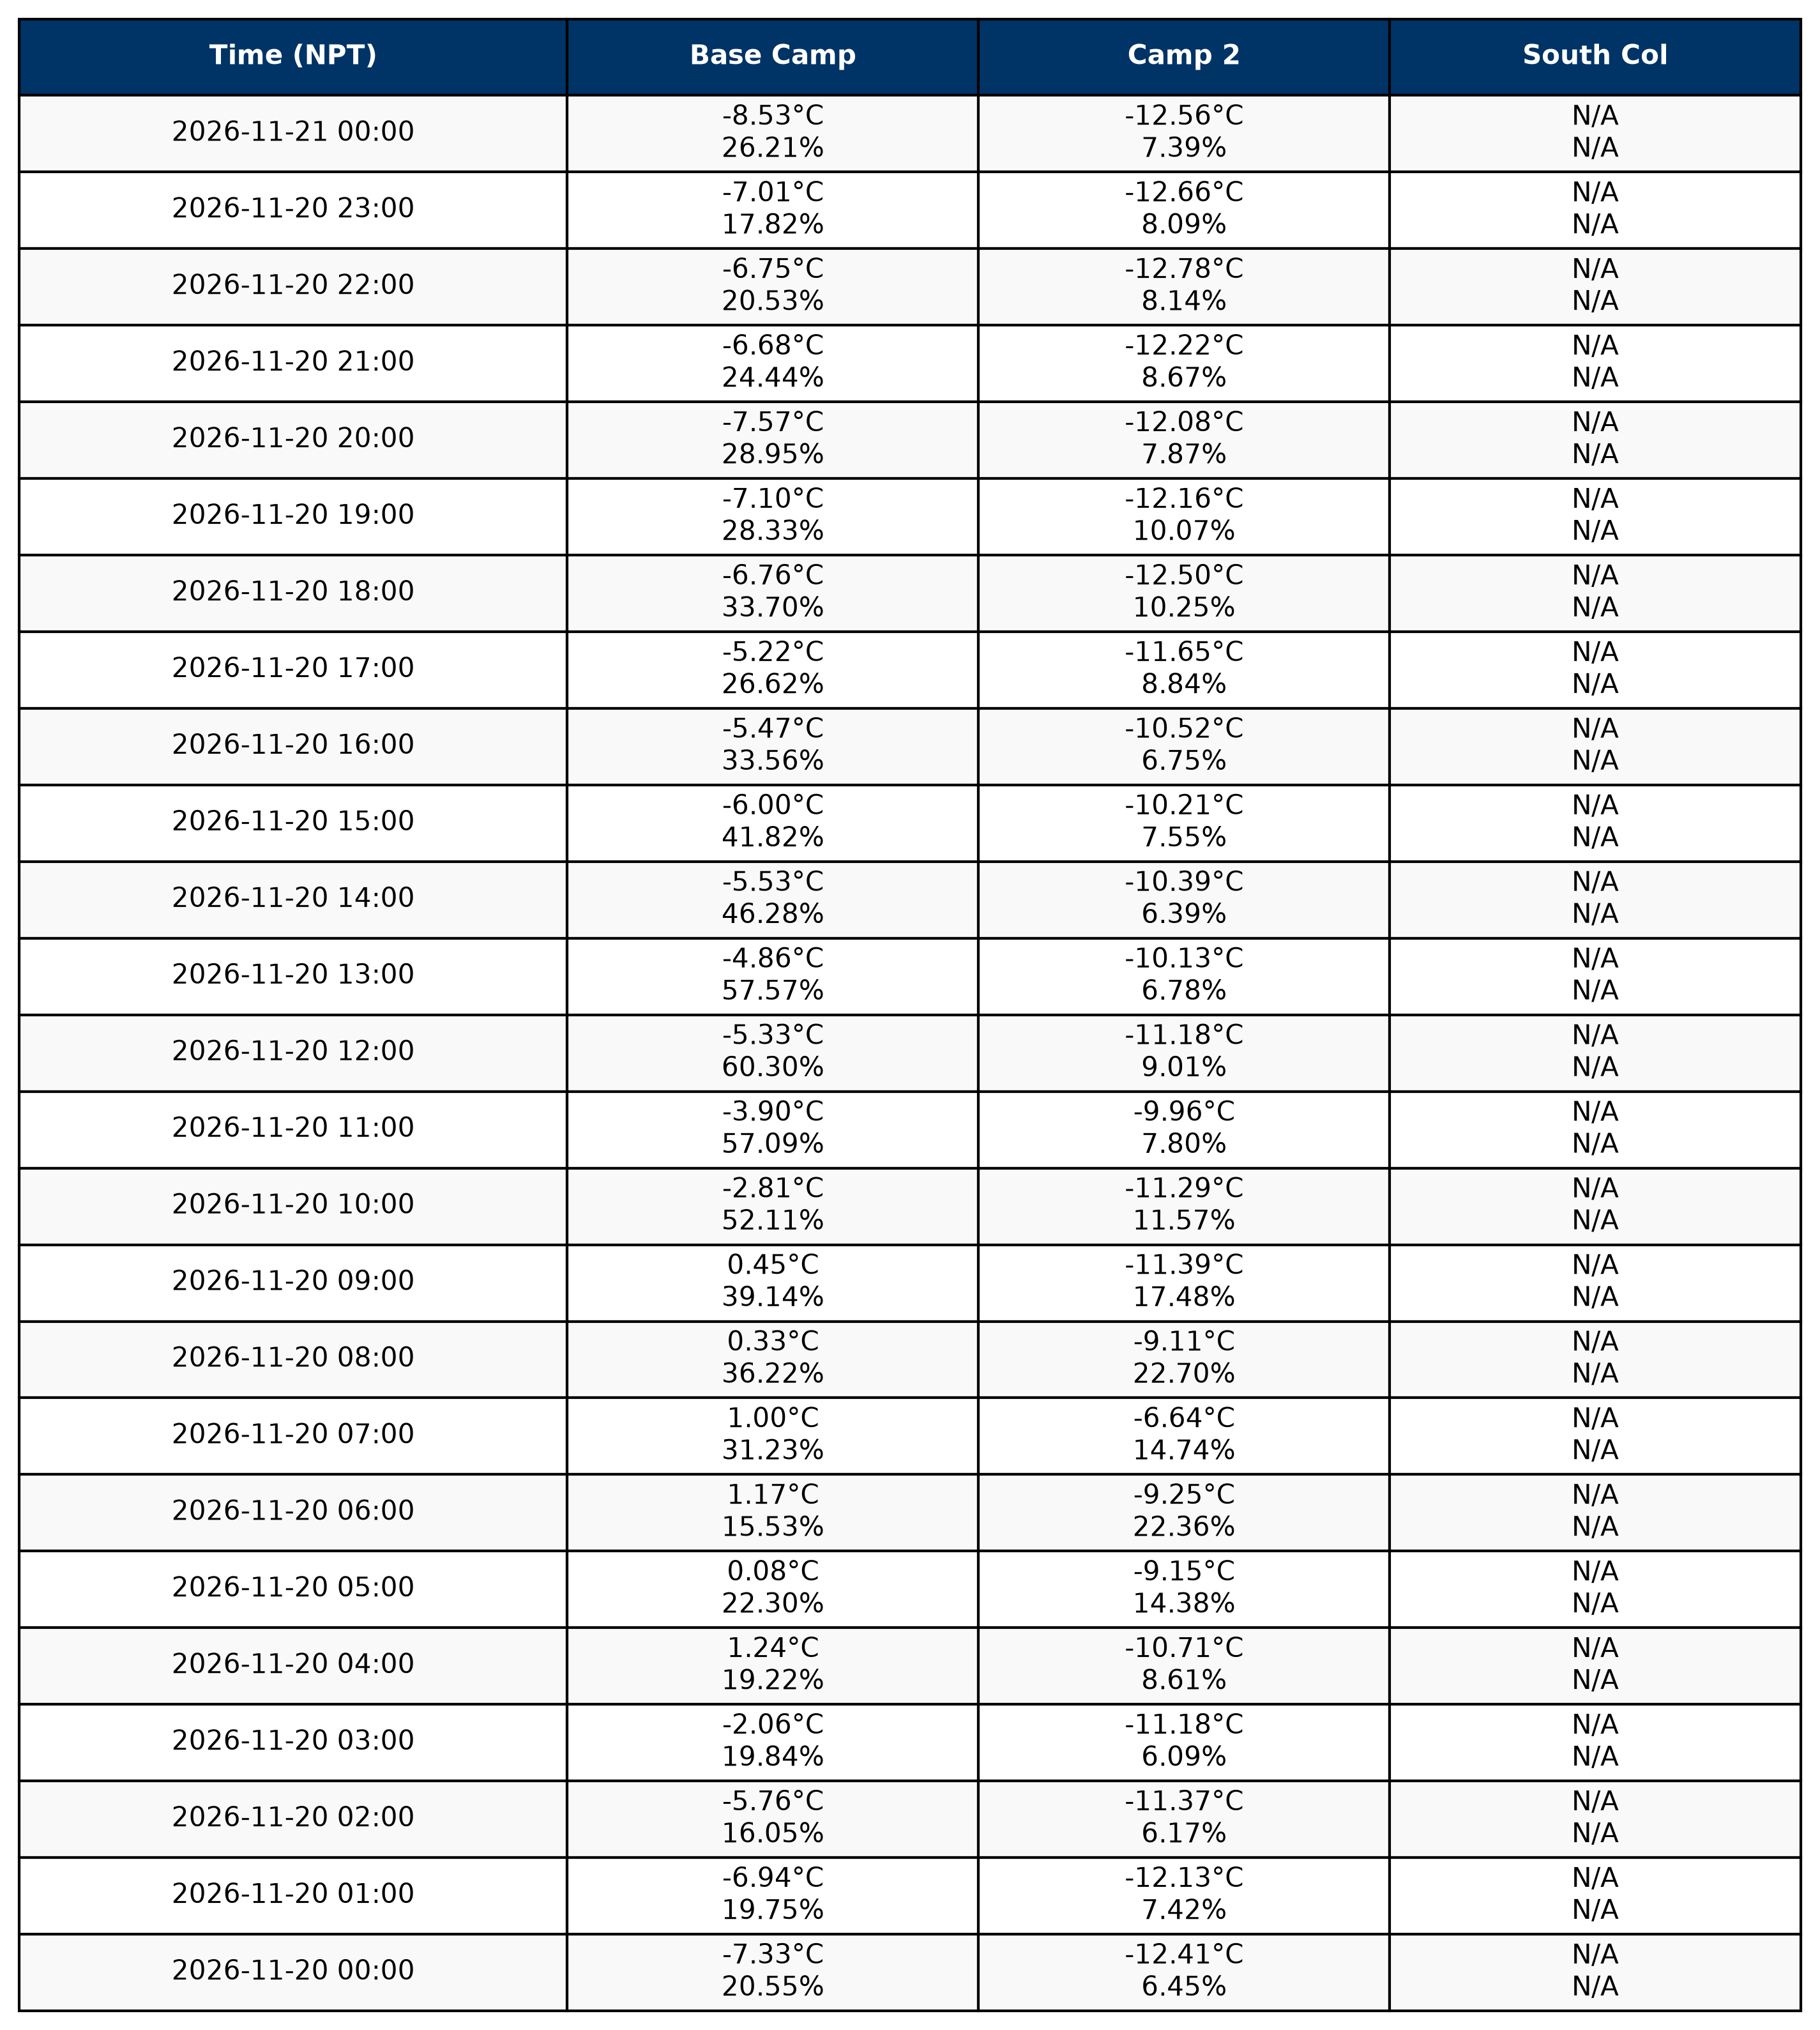 Time (NPT) Base Camp Camp 2 South Col
-8.53°C -12.56°C N/A
2026-11-21 00:00
26.21% 7.39% N/A
-7.01°C -12.66°C N/A
2026-11-20 23:00
17.82% 8.09% N/A
-6.75°C -12.78°C N/A
2026-11-20 22:00
20.53% 8.14% N/A
-6.68°C -12.22°C N/A
2026-11-20 21:00
24.44% 8.67% N/A
-7.57°C -12.08°C N/A
2026-11-20 20:00
28.95% 7.87% N/A
-7.10°C -12.16°C N/A
2026-11-20 19:00
28.33% 10.07% N/A
-6.76°C -12.50°C N/A
2026-11-20 18:00
33.70% 10.25% N/A
-5.22°C -11.65°C N/A
2026-11-20 17:00
26.62% 8.84% N/A
-5.47°C -10.52°C N/A
2026-11-20 16:00
33.56% 6.75% N/A
-6.00°C -10.21°C N/A
2026-11-20 15:00
41.82% 7.55% N/A
-5.53°C -10.39°C N/A
2026-11-20 14:00
46.28% 6.39% N/A
-4.86°C -10.13°C N/A
2026-11-20 13:00
57.57% 6.78% N/A
-5.33°C -11.18°C N/A
2026-11-20 12:00
60.30% 9.01% N/A
-3.90°C -9.96°C N/A
2026-11-20 11:00
57.09% 7.80% N/A
-2.81°C -11.29°C N/A
2026-11-20 10:00
52.11% 11.57% N/A
0.45°C -11.39°C N/A
2026-11-20 09:00
39.14% 17.48% N/A
0.33°C -9.11°C N/A
2026-11-20 08:00
36.22% 22.70% N/A
1.00°C -6.64°C N/A
2026-11-20 07:00
31.23% 14.74% N/A
1.17°C -9.25°C N/A
2026-11-20 06:00
15.53% 22.36% N/A
0.08°C -9.15°C N/A
2026-11-20 05:00
22.30% 14.38% N/A
1.24°C -10.71°C N/A
2026-11-20 04:00
19.22% 8.61% N/A
-2.06°C -11.18°C N/A
2026-11-20 03:00
19.84% 6.09% N/A
-5.76°C -11.37°C N/A
2026-11-20 02:00
16.05% 6.17% N/A
-6.94°C -12.13°C N/A
2026-11-20 01:00
19.75% 7.42% N/A
-7.33°C -12.41°C N/A
2026-11-20 00:00
20.55% 6.45% N/A